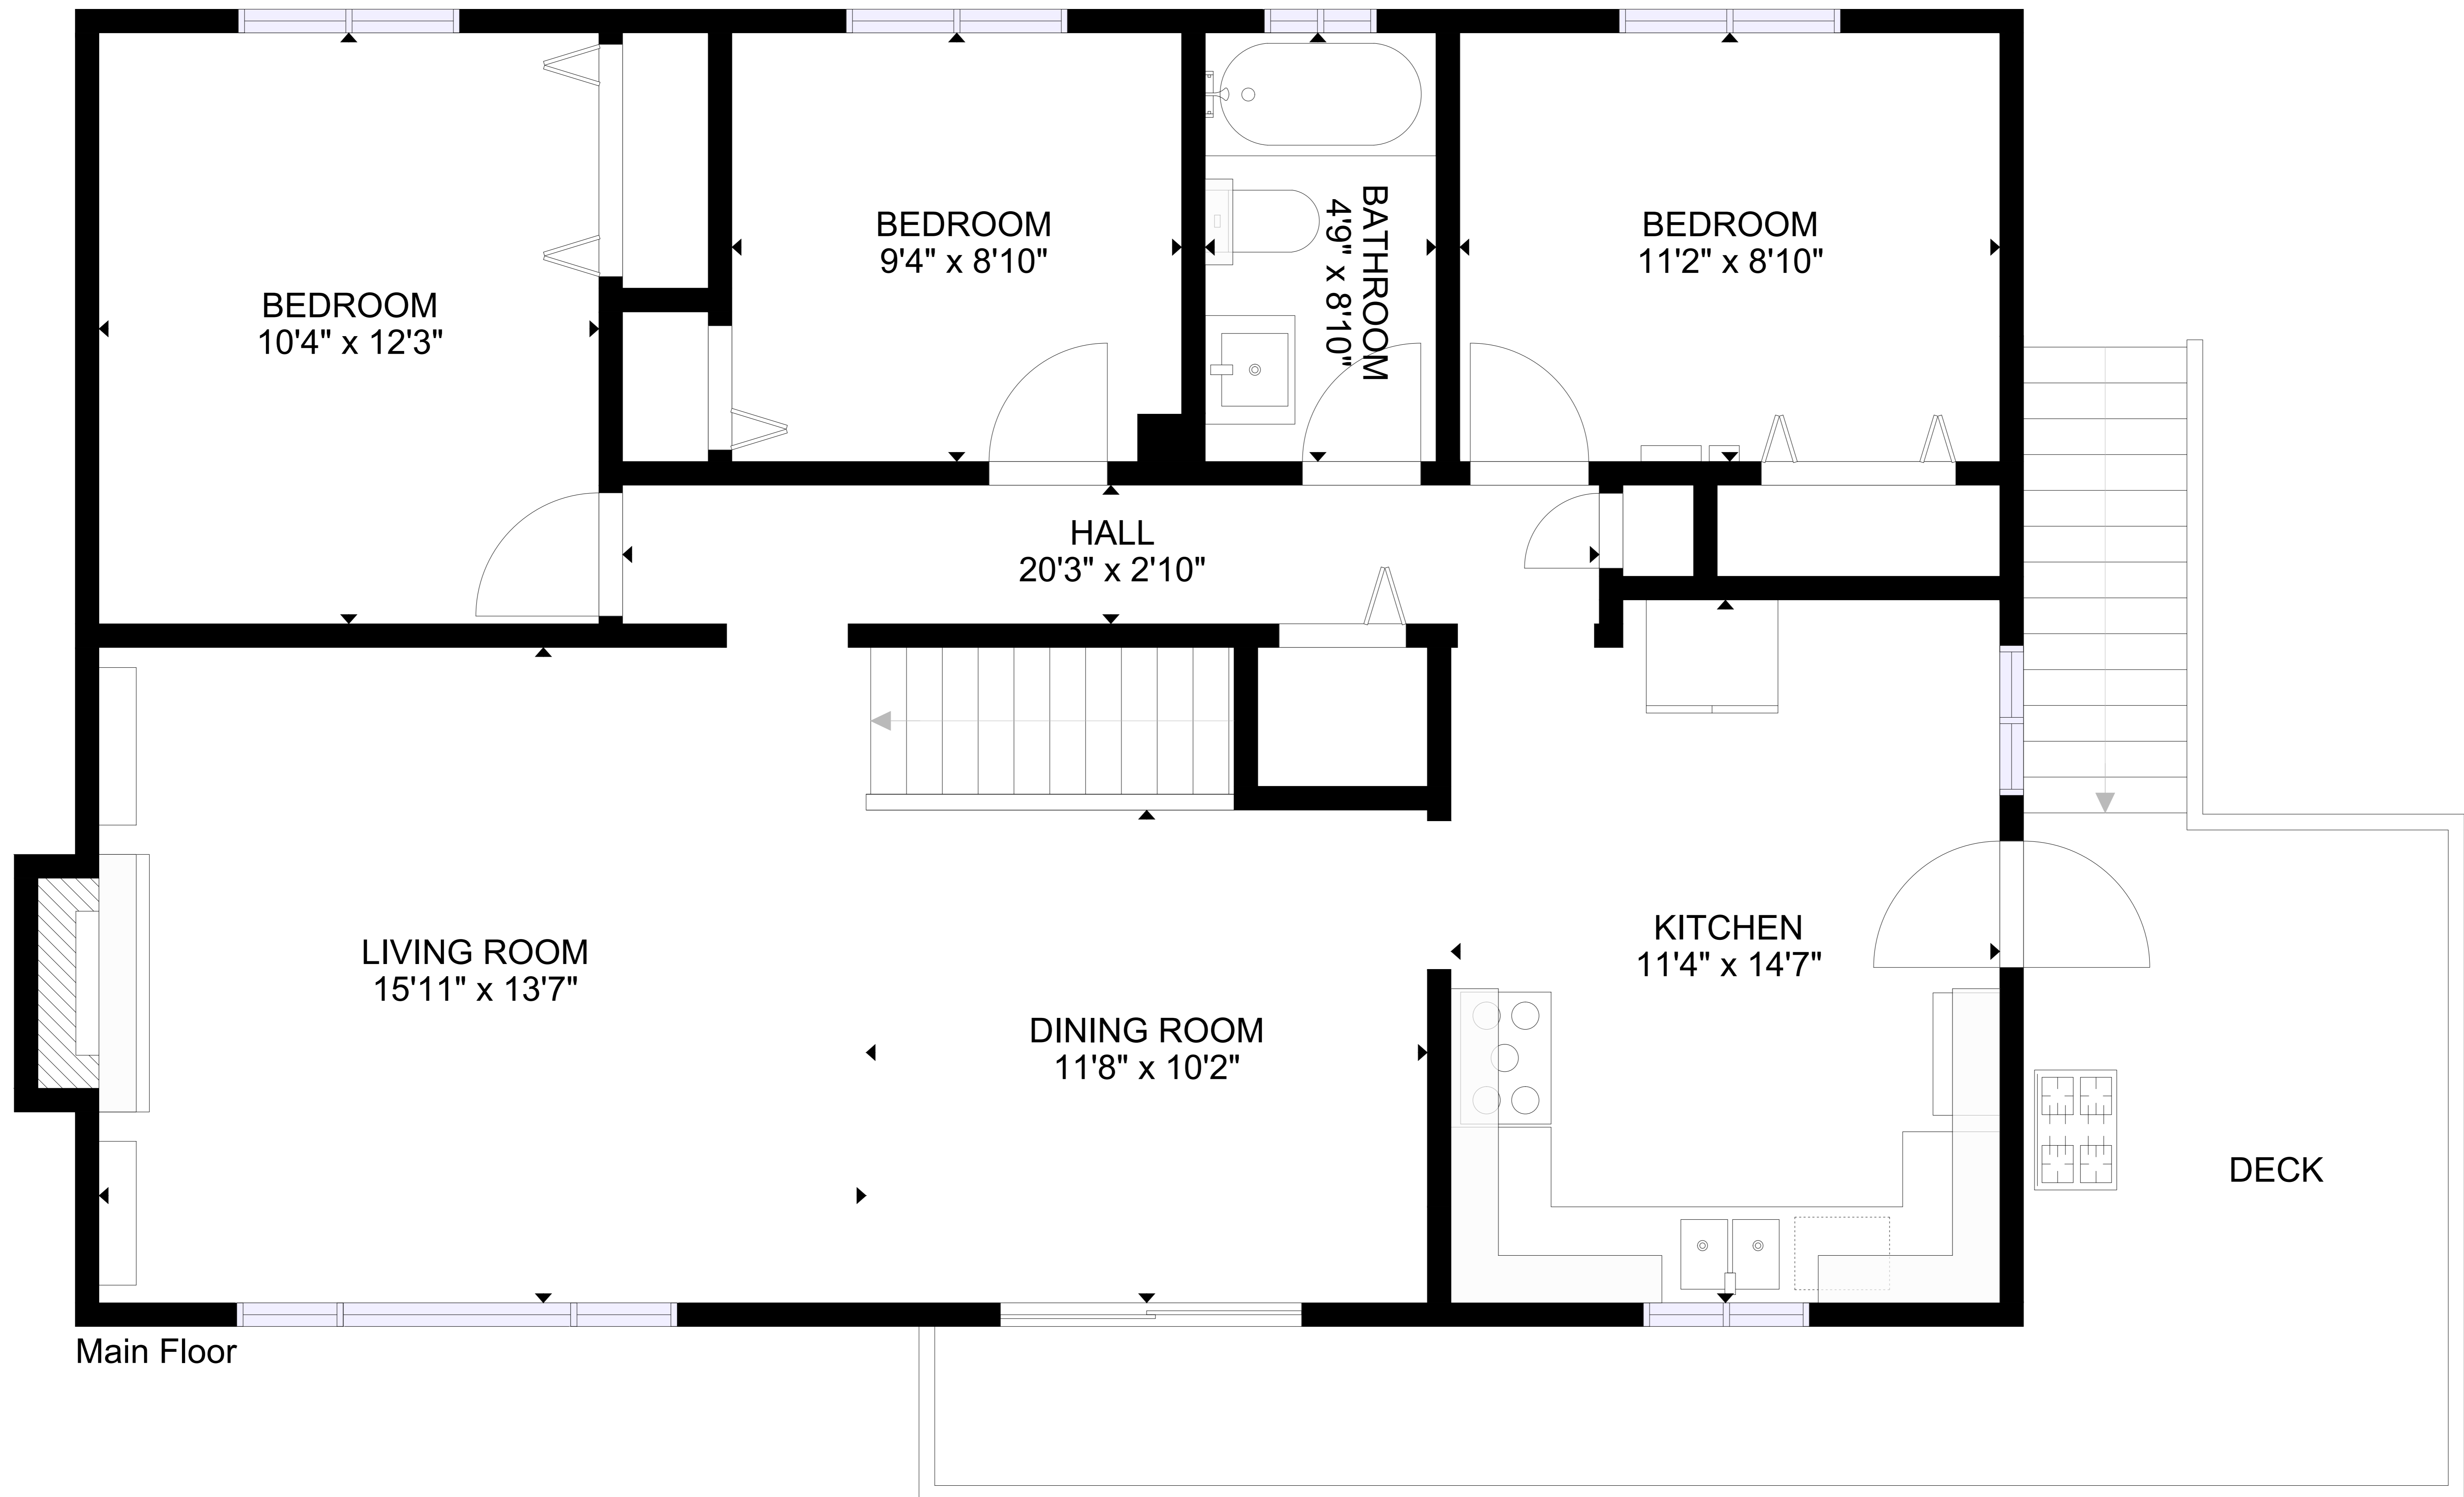 BEDROOM
10'4" x 12'3"
BEDROOM
9'4" x 8'10"
BATHROOM
4'9" x 8'10"
BEDROOM
11'2" x 8'10"
HALL
20'3" x 2'10"
LIVING ROOM
15'11" x 13'7"
DINING ROOM
11'8" x 10'2"
KITCHEN
11'4" x 14'7"
DECK
Main Floor